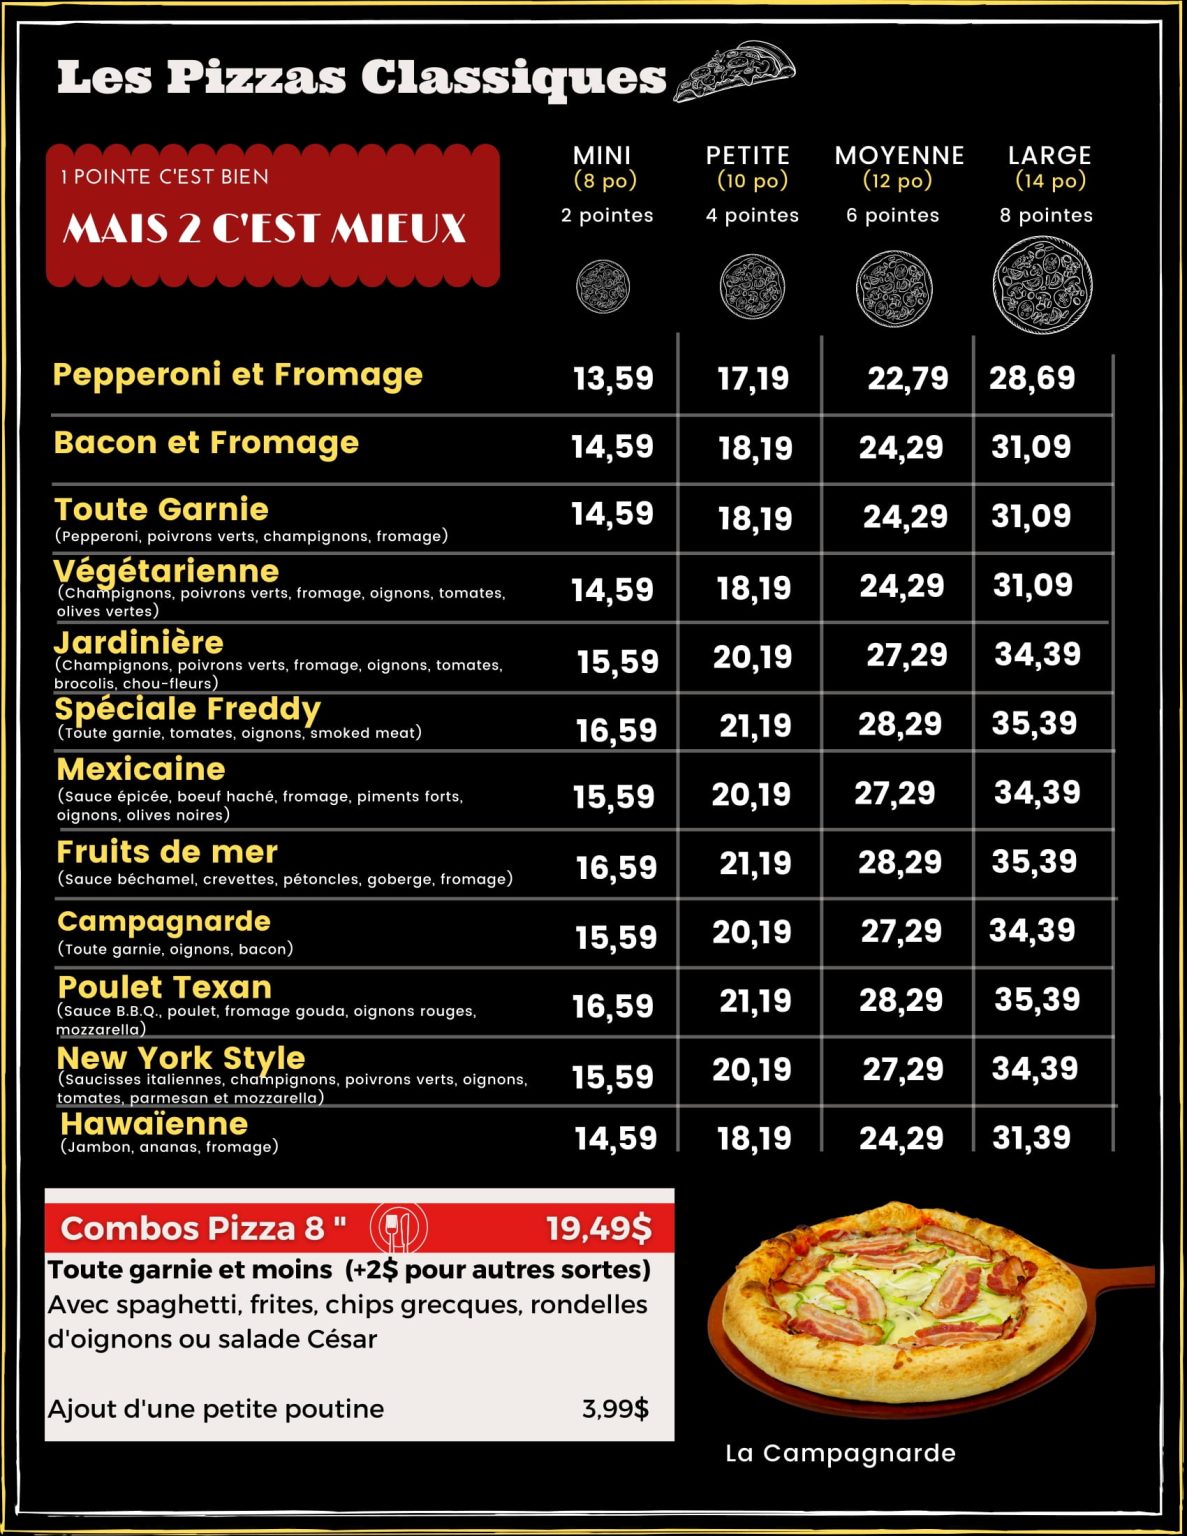 Les Pizzas Classiques
1 POINTE C'EST BIEN
MAIS 2 C'EST MIEUX
MINI PETITE MOYENNE LARGE
(8 po) (10 po) (12 po) (14 po)
2 pointes 4 pointes 6 pointes 8 pointes
Pepperoni et Fromage 13,59 17,19 22,79 28,69
Bacon et Fromage 14,59 18,19 24,29 31,09
Toute Garnie 14,59 18,19 24,29 31,09
(Pepperoni, poivrons verts, champignons, fromage)
Végétarienne 14,59 18,19 24,29 31,09
(Champignons, poivrons verts, fromage, oignons, tomates,
olives vertes)
Jardinière 15,59 20,19 27,29 34,39
(Champignons, poivrons verts, fromage, oignons, tomates,
brocolis, chou-fleurs)
Spéciale Freddy 16,59 21,19 28,29 35,39
(Toute garnie, tomates, oignons, smoked meat)
Mexicaine 15,59 20,19 27,29 34,39
(Sauce épicée, boeuf haché, fromage, piments forts,
oignons, olives noires)
Fruits de mer 16,59 21,19 28,29 35,39
(Sauce béchamel, crevettes, pétoncles, goberge, fromage)
Campagnarde 15,59 20,19 27,29 34,39
(Toute garnie, oignons, bacon)
Poulet Texan 16,59 21,19 28,29 35,39
(Sauce B.B.Q., poulet, fromage gouda, oignons rouges,
mozzarella)
New York Style 15,59 20,19 27,29 34,39
(Saucisses italiennes, champignons, poivrons verts, oignons,
tomates, parmesan et mozzarella)
Hawaïenne 14,59 18,19 24,29 31,39
(Jambon, ananas, fromage)
Combos Pizza 8 " 19,49$
Toute garnie et moins (+2$ pour autres sortes)
Avec spaghetti, frites, chips grecques, rondelles
d'oignons ou salade César
Ajout d'une petite poutine 3,99$
La Campagnarde